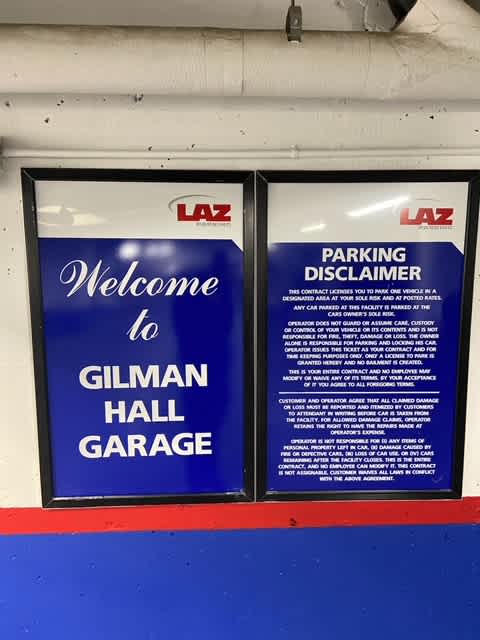 LAZ
PARKING
Welcome
to
GILMAN
HALL
GARAGE
LAZ
PARKING
PARKING
DISCLAIMER
THIS CONTRACT LICENSES YOU TO PARK ONE VEHICLE IN A
DESIGNATED AREA AT YOUR SOLE RISK AND AT POSTED RATES.
ANY CAR PARKED AT THIS FACILITY IS PARKED AT THE
CARS OWNER'S SOLE RISK.
OPERATOR DOES NOT GUARD OR ASSUME CARE, CUSTODY
OR CONTROL OF YOUR VEHICLE OR ITS CONTENTS AND IS NOT
RESPONSIBLE FOR FIRE, THEFT, DAMAGE OR LOSS. THE OWNER
ALONE IS RESPONSIBLE FOR PARKING AND LOCKING HIS CAR.
OPERATOR ISSUES THIS TICKET AS YOUR CONTRACT AND FOR
TIME KEEPING PURPOSES ONLY. ONLY A LICENSE TO PARK IS
GRANTED HEREBY AND NO BAILMENT IS CREATED.
THIS IS YOUR ENTIRE CONTRACT AND NO EMPLOYEE MAY
MODIFY OR WAIVE ANY OF ITS TERMS. BY YOUR ACCEPTANCE
OF IT YOU AGREE TO ALL FOREGOING TERMS.
CUSTOMER AND OPERATOR AGREE THAT ALL CLAIMED DAMAGE
OR LOSS MUST BE REPORTED AND ITEMIZED BY CUSTOMERS
TO ATTENDANT IN WRITING BEFORE CAR IS TAKEN FROM
THE FACILITY. FOR ALLOWED DAMAGE CLAIMS, OPERATOR
RETAINS THE RIGHT TO HAVE THE REPAIRS MADE AT
OPERATOR'S EXPENSE.
OPERATOR IS NOT RESPONSIBLE FOR (I) ANY ITEMS OF
PERSONAL PROPERTY LEFT IN CAR, (II) DAMAGE CAUSED BY
FIRE OR DEFECTIVE CARS, (III) LOSS OF CAR USE, OR (IV) CARS
REMAINING AFTER THE FACILITY CLOSES. THIS IS THE ENTIRE
CONTRACT, AND NO EMPLOYEE CAN MODIFY IT. THIS CONTRACT
IS NOT ASSIGNABLE. CUSTOMER WAIVES ALL LAWS IN CONFLICT
WITH THE ABOVE AGREEMENT.